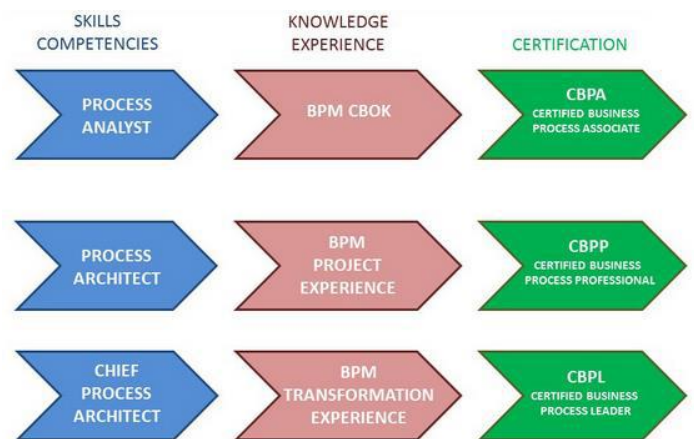 SKILLS
COMPETENCIES
KNOWLEDGE
EXPERIENCE
CERTIFICATION
PROCESS
ANALYST
BPM CBOK
CBPA
CERTIFIED BUSINESS
PROCESS ASSOCIATE
PROCESS
ARCHITECT
BPM
PROJECT
EXPERIENCE
CBPP
CERTIFIED BUSINESS
PROCESS PROFESSIONAL
CHIEF
PROCESS
ARCHITECT
BPM
TRANSFORMATION
EXPERIENCE
CBPL
CERTIFIED BUSINESS
PROCESS LEADER